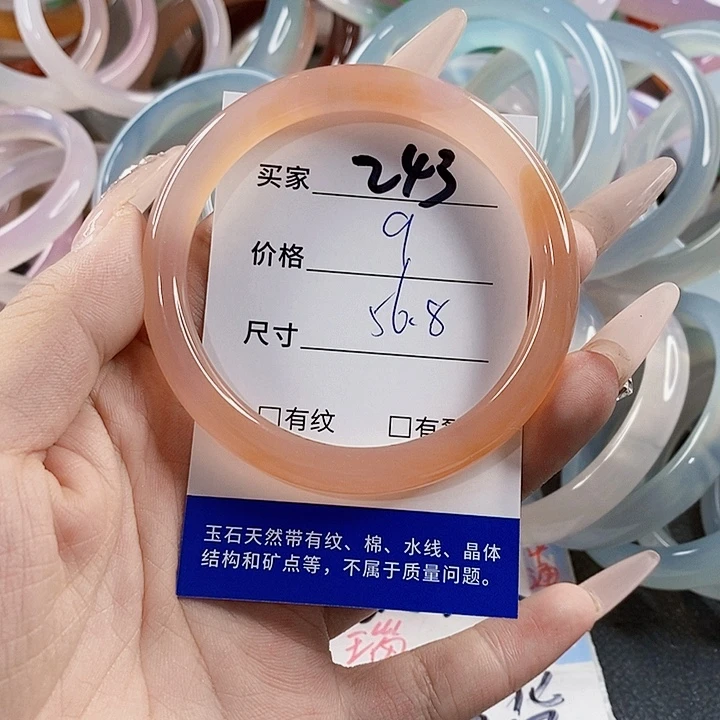 买家 243
价格 9
尺寸 56.8
□有纹 □有
玉石天然带有纹、棉、水线、晶体
结构和矿点等，不属于质量问题。